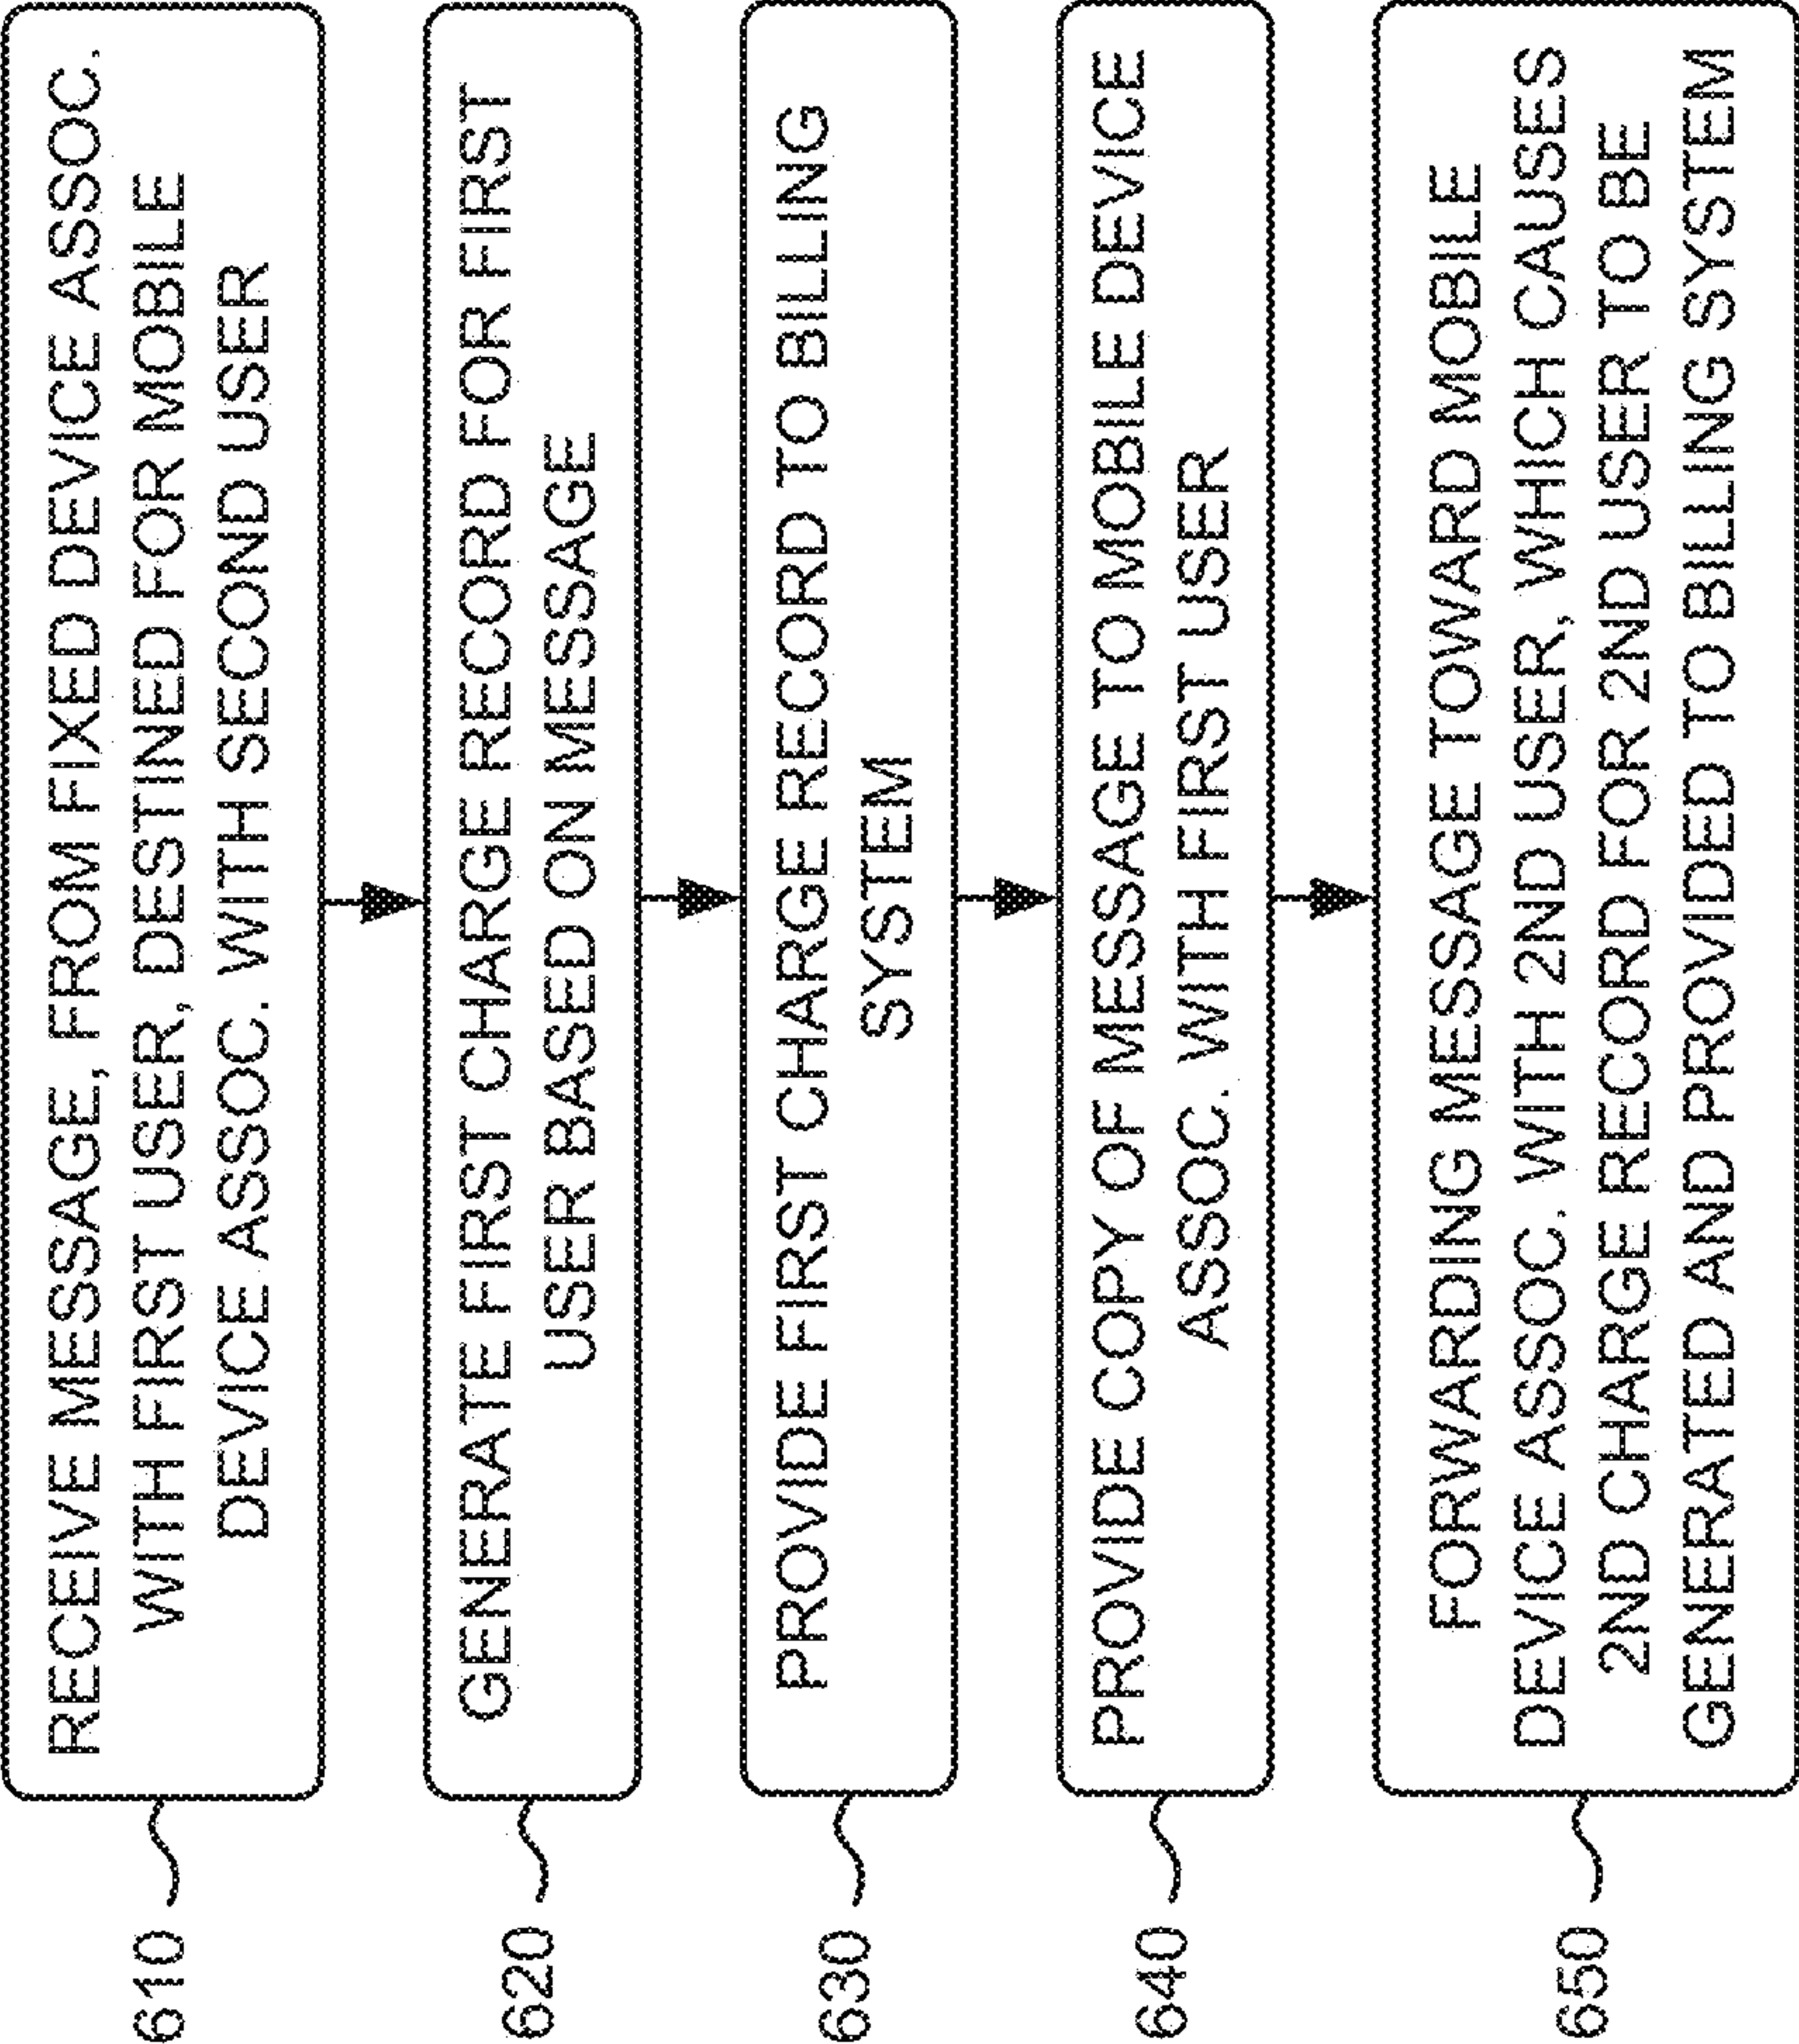 610
RECEIVE MESSAGE, FROM FIXED DEVICE ASSOC.
WITH FIRST USER, DESTINED FOR MOBILE
DEVICE ASSOC. WITH SECOND USER
620
GENERATE FIRST CHARGE RECORD FOR FIRST
USER BASED ON MESSAGE
630
PROVIDE FIRST CHARGE RECORD TO BILLING
SYSTEM
640
PROVIDE COPY OF MESSAGE TO MOBILE DEVICE
ASSOC. WITH FIRST USER
650
FORWARDING MESSAGE TOWARD MOBILE
DEVICE ASSOC. WITH 2ND USER, WHICH CAUSES
2ND CHARGE RECORD FOR 2ND USER TO BE
GENERATED AND PROVIDED TO BILLING SYSTEM